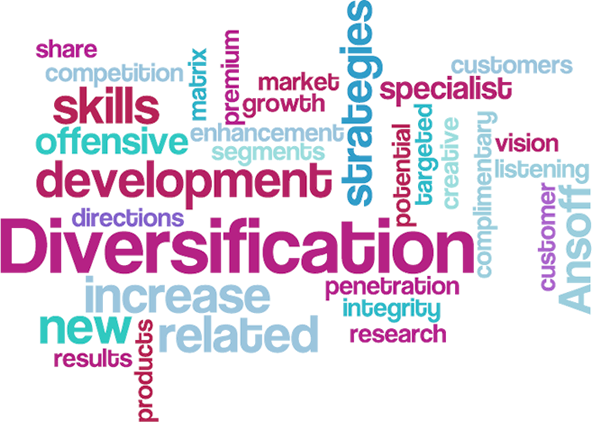 share
competition
matrix
premium
market
growth
strategies
customers
specialist
skills
offensive
enhancement
segments
potential
targeted
creative
complimentary
vision
listening
development
directions
Diversification
customer
Ansoff
increase
penetration
integrity
new
related
research
results
products